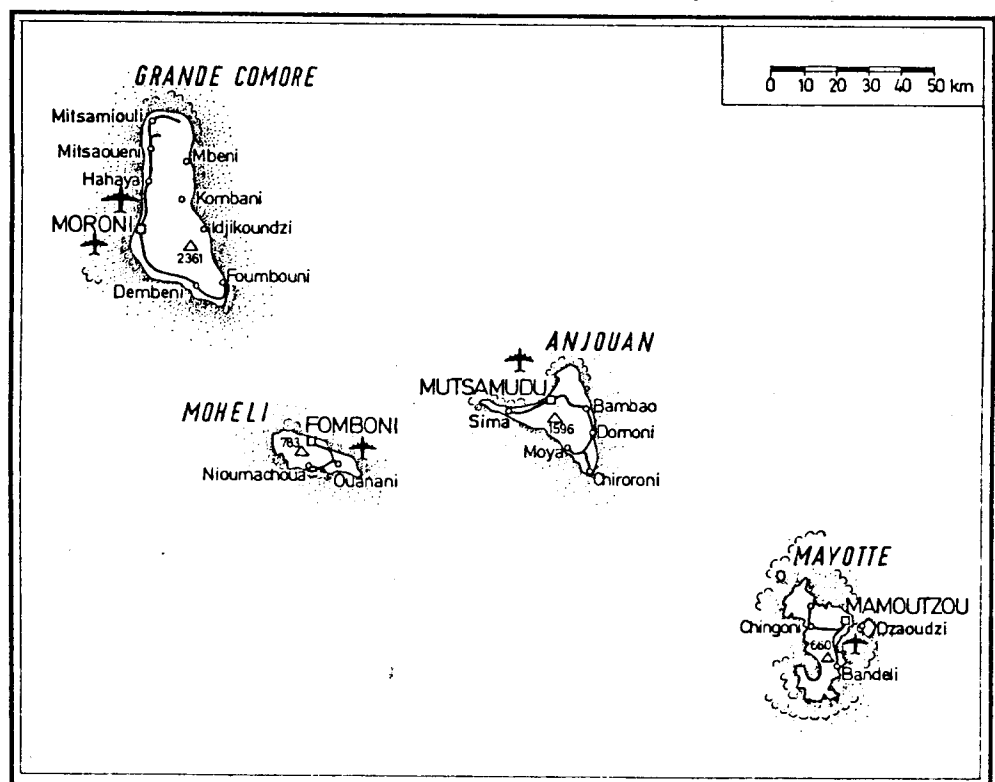 GRANDE COMORE
0 10 20 30 40 50 km
Mitsamiouli
Mitsaoueni
Mbeni
Hahaya
Kombani
MORONI
Idjikoundzi
2361
Foumbouni
Dembeni
ANJOUAN
MUTSAMUDU
Bambao
Sima
1596
Domoni
Moya
Chiroroni
MOHELI
FOMBONI
783
Nioumachoua
Ouanani
MAYOTTE
MAMOUTZOU
Chingoni
Dzaoudzi
660
Bandeli